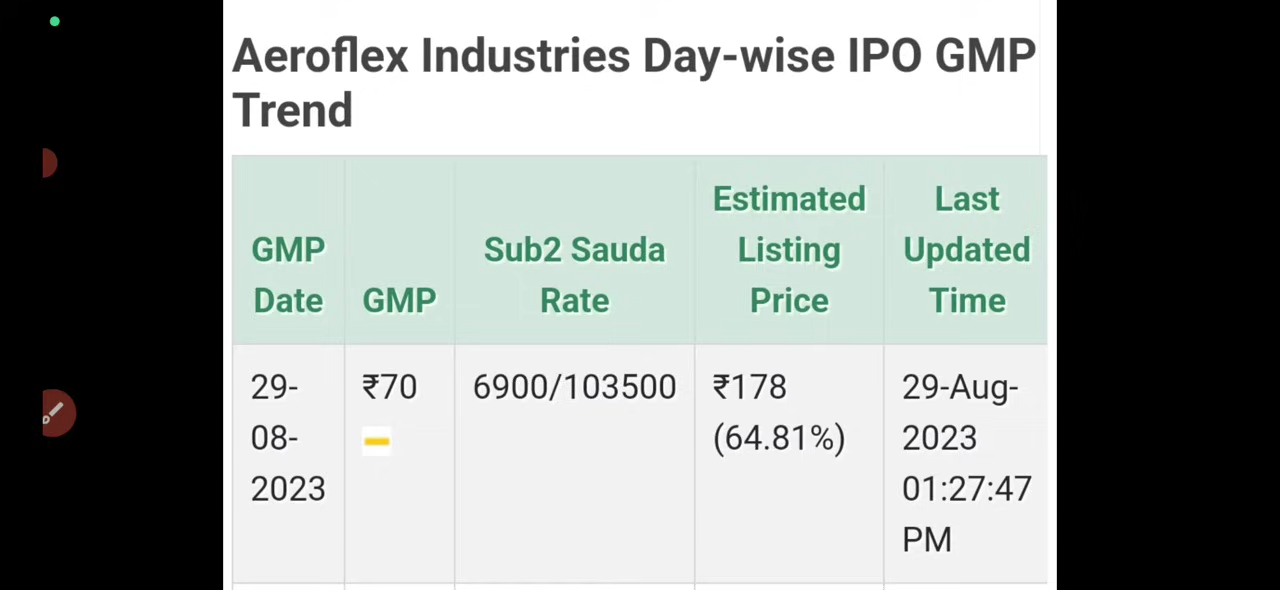 Aeroflex Industries Day-wise IPO GMP
Trend
GMP
Date
GMP
Sub2 Sauda
Rate
Estimated
Listing
Price
Last
Updated
Time
29-
08-
2023
₹70
6900/103500
₹178
(64.81%)
29-Aug-
2023
01:27:47
PM